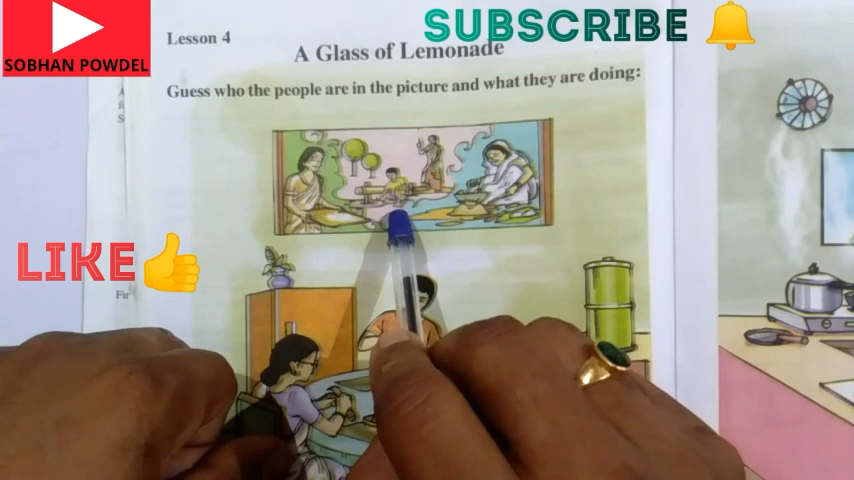 SOBHAN POWDEL
SUBSCRIBE
Lesson 4
A Glass of Lemonade
Guess who the people are in the picture and what they are doing:
LIKE